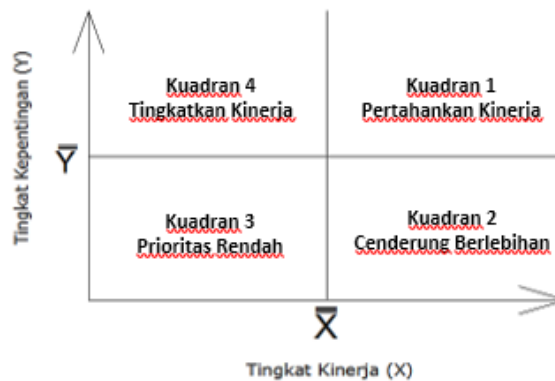 Tingkat Kepentingan (Y)
Kuadran 4
Tingkatkan Kinerja
Kuadran 1
Pertahankan Kinerja
Y̿
Kuadran 3
Prioritas Rendah
Kuadran 2
Cenderung Berlebihan
X̿
Tingkat Kinerja (X)